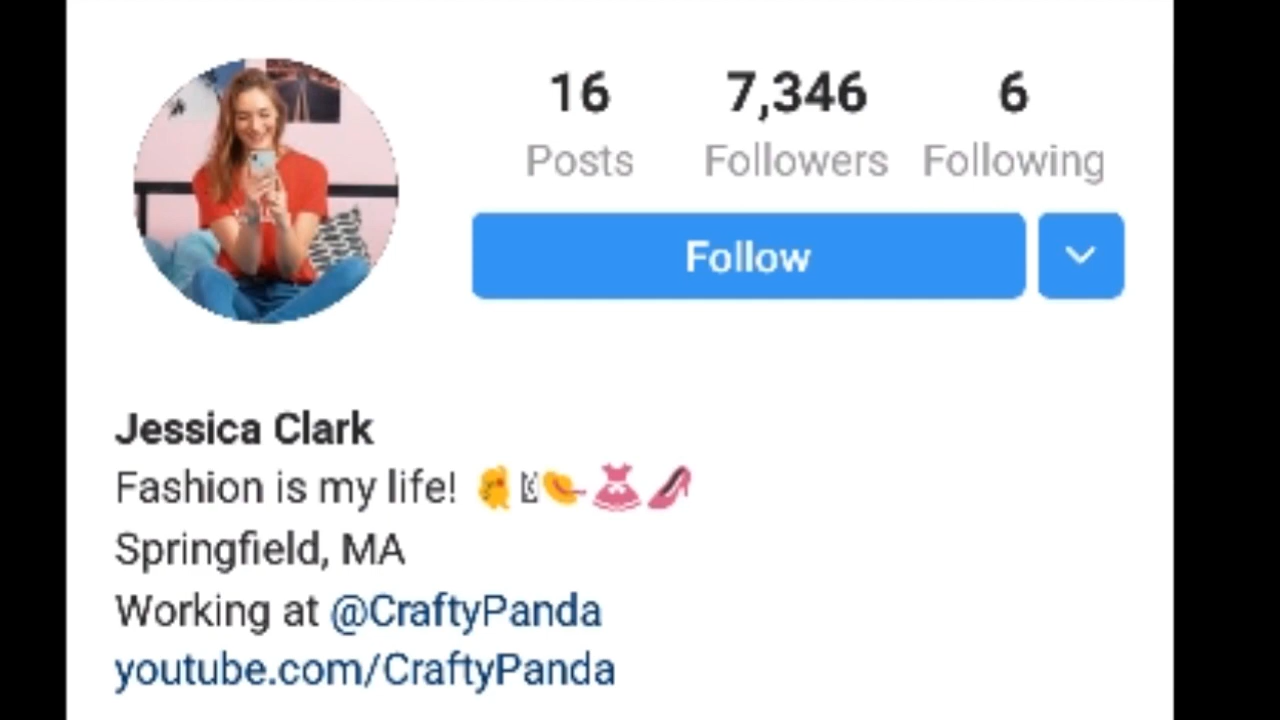 16 7,346 6
Posts Followers Following
Follow
Jessica Clark
Fashion is my life!
Springfield, MA
Working at @CraftyPanda
youtube.com/CraftyPanda